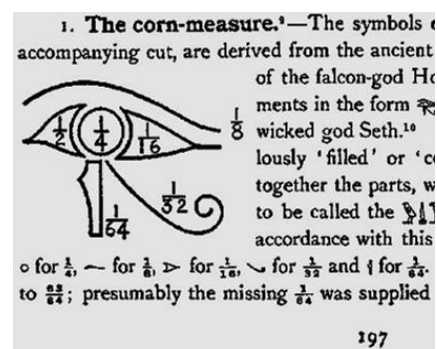 1. The corn-measure.⁹—The symbols
accompanying cut, are derived from the ancient
of the falcon-god
ments in the form
wicked god Seth.¹⁰
lously ‘filled’ or
together the parts,
to be called the
accordance with this
for 1/4, for 1/8, for 1/16, for 1/32 and for 1/64.
to 63/64; presumably the missing 1/64 was supplied
1/2
1/4
1/16
1/8
1/32
1/64
197